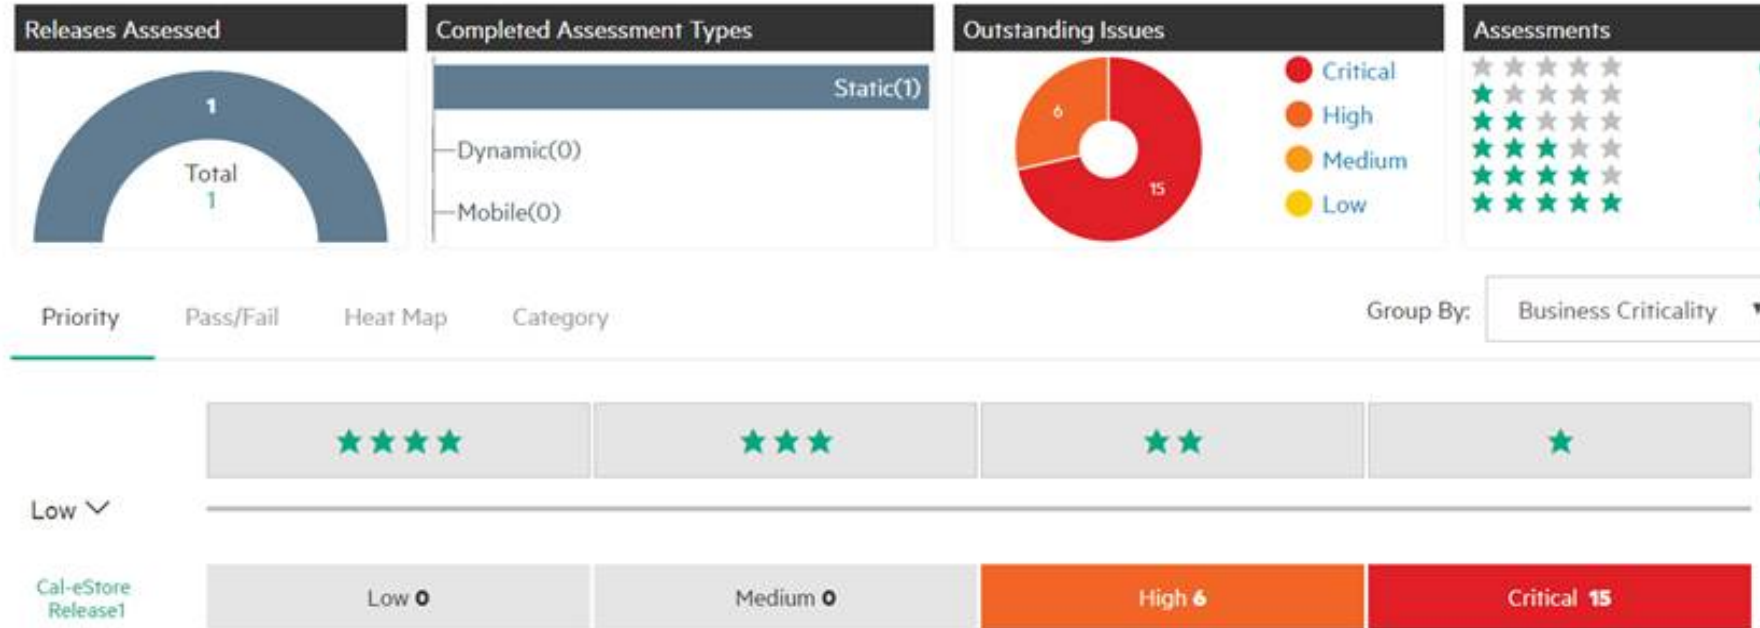 Releases Assessed
1
Total
1
Completed Assessment Types
Static(1)
Dynamic(0)
Mobile(0)
Outstanding Issues
6
15
Critical
High
Medium
Low
Assessments
Priority
Pass/Fail
Heat Map
Category
Group By:
Business Criticality
Low
Cal-eStore
Release1
Low 0
Medium 0
High 6
Critical 15